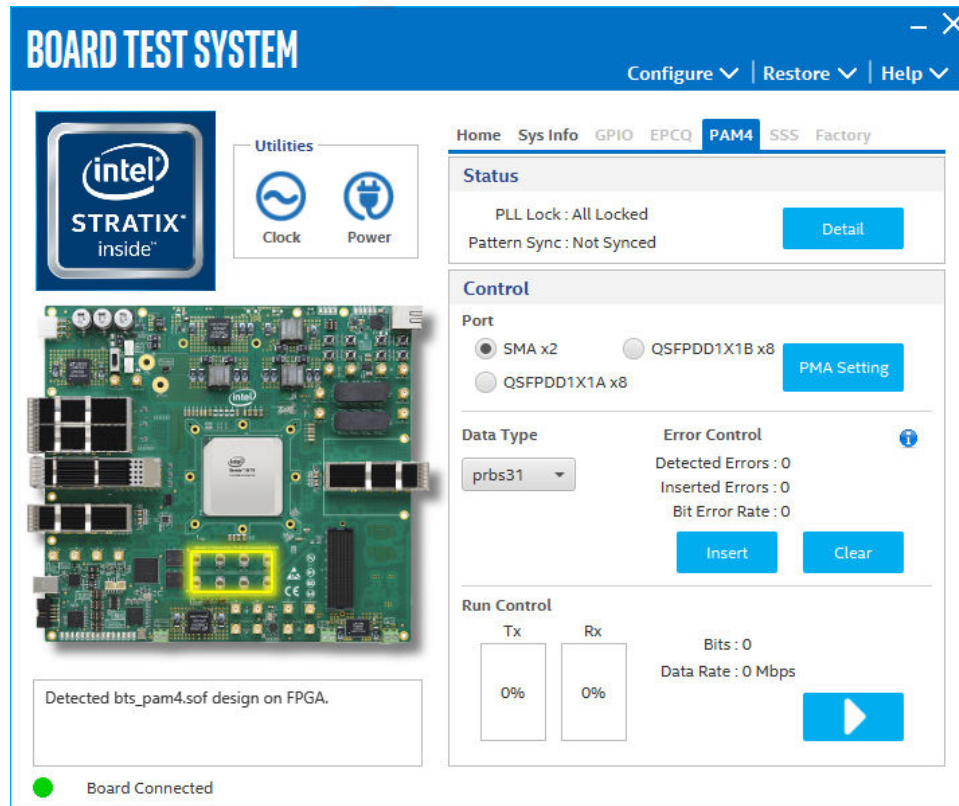 BOARD TEST SYSTEM
Configure | Restore | Help
intel
STRATIX
inside™
Utilities
Clock
Power
Home Sys Info GPIO EPCQ PAM4 SSS Factory
Status
PLL Lock : All Locked
Pattern Sync : Not Synced
Detail
Control
Port
SMA x2
QSFPDD1X1B x8
QSFPDD1X1A x8
PMA Setting
Data Type
prbs31
Error Control
Detected Errors : 0
Inserted Errors : 0
Bit Error Rate : 0
Insert
Clear
Run Control
Tx
Rx
0%
0%
Bits : 0
Data Rate : 0 Mbps
intel
intel
CE
Detected bts_pam4.sof design on FPGA.
Board Connected